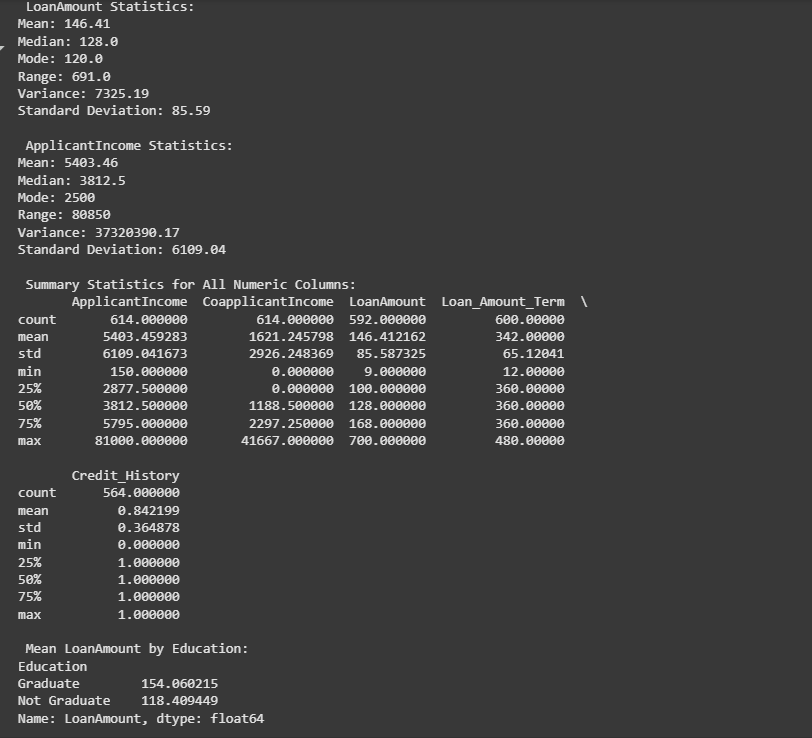 LoanAmount Statistics:
Mean: 146.41
Median: 128.0
Mode: 120.0
Range: 691.0
Variance: 7325.19
Standard Deviation: 85.59
ApplicantIncome Statistics:
Mean: 5403.46
Median: 3812.5
Mode: 2500
Range: 80850
Variance: 37320390.17
Standard Deviation: 6109.04
Summary Statistics for All Numeric Columns:
ApplicantIncome CoapplicantIncome LoanAmount Loan_Amount_Term \
count 614.000000 614.000000 592.000000 600.00000
mean 5403.459283 1621.245798 146.412162 342.00000
std 6109.041673 2926.248369 85.587325 65.12041
min 150.000000 0.000000 9.000000 12.00000
25% 2877.500000 0.000000 100.000000 360.00000
50% 3812.500000 1188.500000 128.000000 360.00000
75% 5795.000000 2297.250000 168.000000 360.00000
max 81000.000000 41667.000000 700.000000 480.00000
Credit_History
count 564.000000
mean 0.842199
std 0.364878
min 0.000000
25% 1.000000
50% 1.000000
75% 1.000000
max 1.000000
Mean LoanAmount by Education:
Education
Graduate 154.060215
Not Graduate 118.409449
Name: LoanAmount, dtype: float64